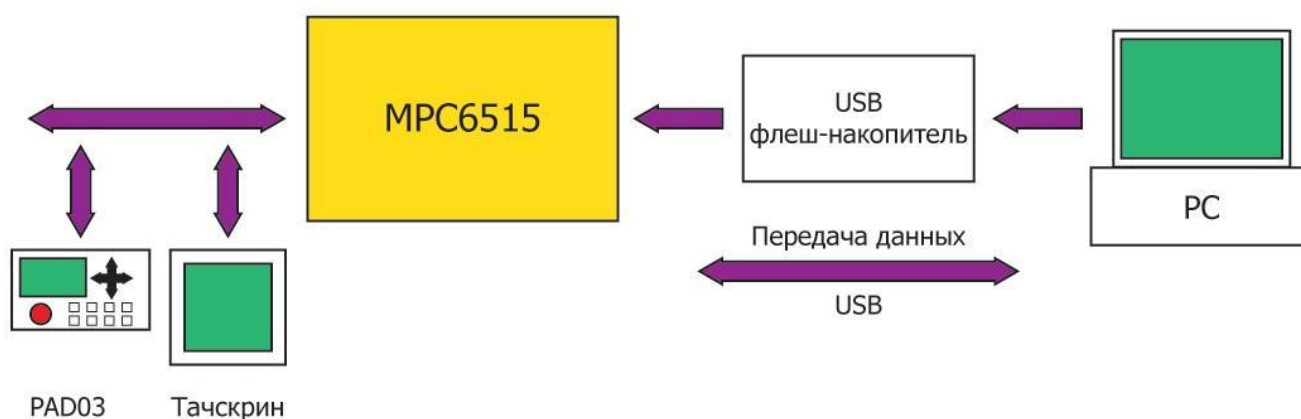 MPC6515
USB
флеш-накопитель
PC
Передача данных
USB
PAD03
Тачскрин